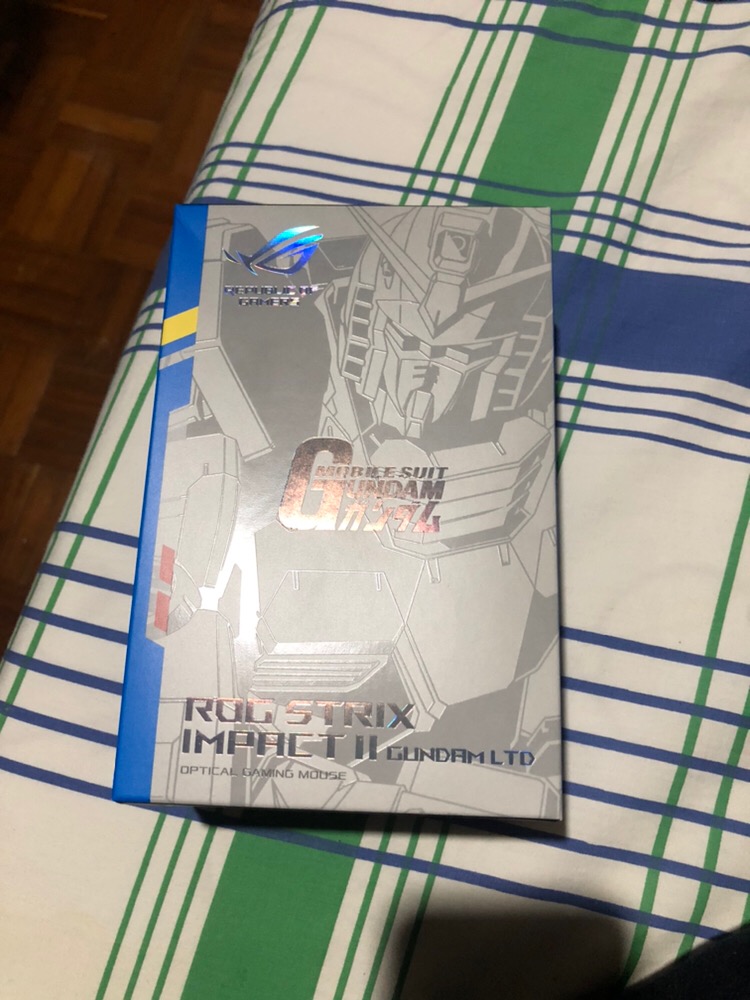 REPUBLIC OF
GAMERS
MOBILE SUIT
GUNDAM
ガンダム
ROG STRIX
IMPACT II GUNDAM LTD
OPTICAL GAMING MOUSE